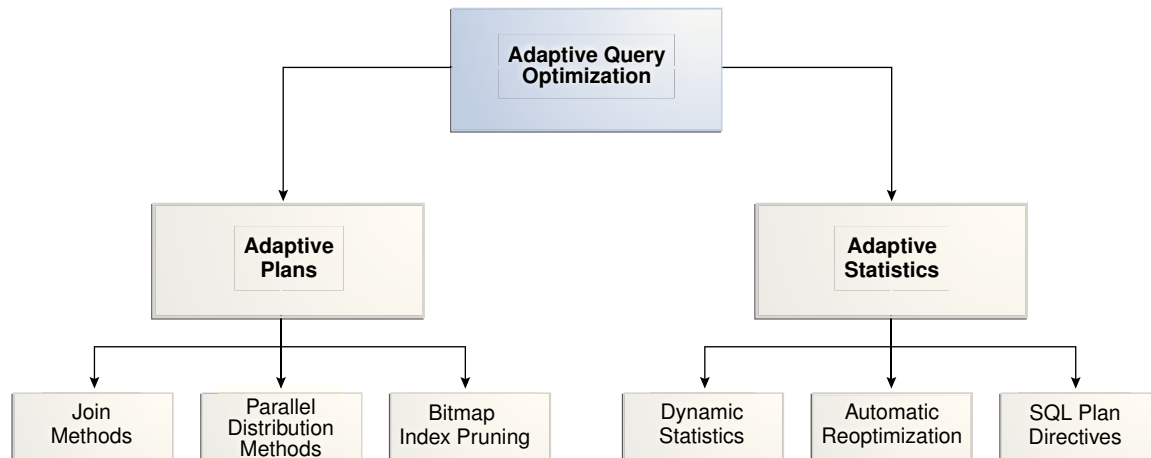 Adaptive Query
Optimization
Adaptive
Plans
Adaptive
Statistics
Join
Methods
Parallel
Distribution
Methods
Bitmap
Index Pruning
Dynamic
Statistics
Automatic
Reoptimization
SQL Plan
Directives